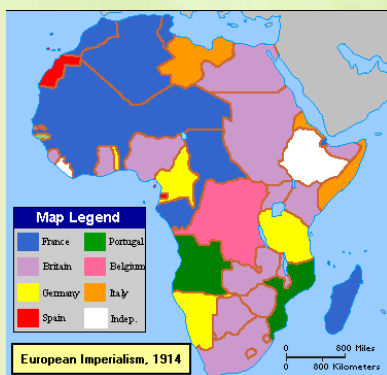 Map Legend
France Portugal
Britain Belgium
Germany Italy
Spain Indep.
European Imperialism, 1914
0 800 Miles
0 800 Kilometers